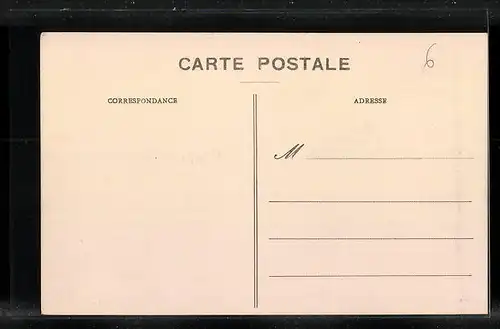 CARTE POSTALE
6
CORRESPONDANCE
ADRESSE
M